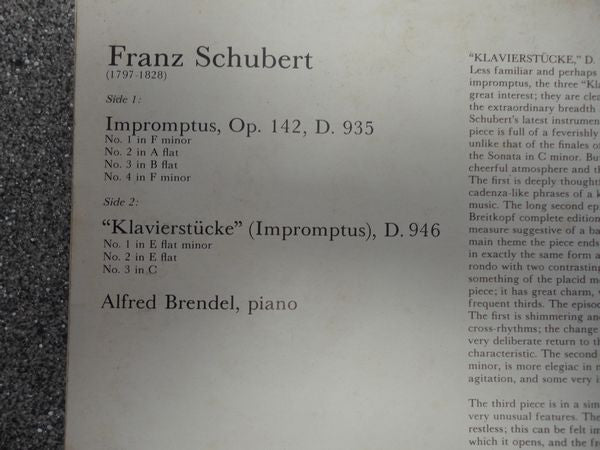 Franz Schubert
(1797-1828)
Side 1:
Impromptus, Op. 142, D. 935
No. 1 in F minor
No. 2 in A flat
No. 3 in B flat
No. 4 in F minor
Side 2:
“Klavierstücke” (Impromptus), D. 946
No. 1 in E flat minor
No. 2 in E flat
No. 3 in C
Alfred Brendel, piano
“KLAVIERSTÜCKE,” D.
Less familiar and perhaps
impromptus, the three “Kl
great interest; they are clea
the extraordinary breadth
Schubert's latest instrumen
piece is full of a feverishly
unlike that of the finales of
the Sonata in C minor. But
cheerful atmosphere and th
The first is deeply thought
cadenza-like phrases of a k
music. The long second ep
Breitkopf complete edition
measure suggestive of a ba
main theme the piece ends
in exactly the same form a
rondo with two contrasting
something of the placid m
piece; it has great charm,
frequent thirds. The episod
The first is shimmering and
cross-rhythms; the change
very deliberate return to th
characteristic. The second
minor, is more elegiac in m
agitation, and some very i
The third piece is in a sim
very unusual features. The
restless; this can be felt im
which it opens, and the fr